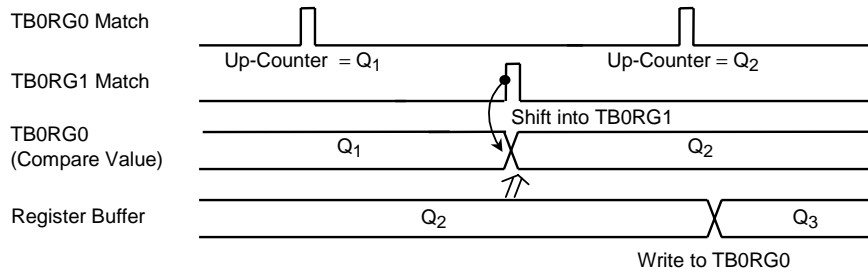 TB0RG0 Match
Up-Counter = Q1
Up-Counter = Q2
TB0RG1 Match
Shift into TB0RG1
TB0RG0
(Compare Value)
Q1
Q2
Register Buffer
Q2
Q3
Write to TB0RG0